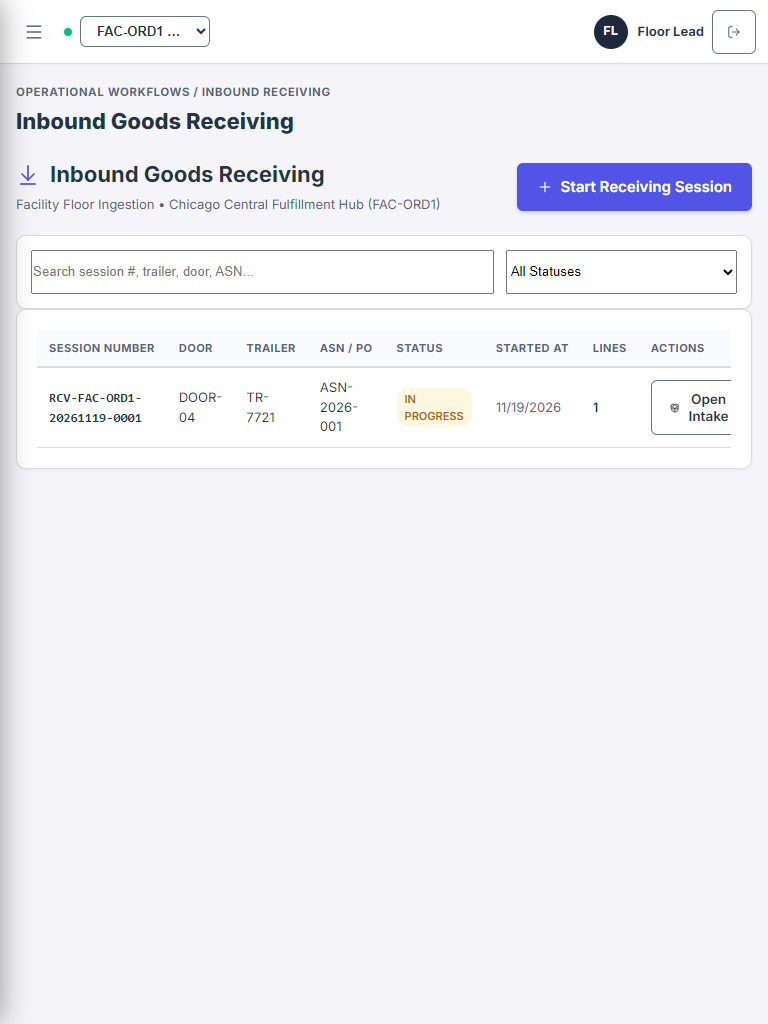 FAC-ORD1 ...
FL
Floor Lead
OPERATIONAL WORKFLOWS / INBOUND RECEIVING
Inbound Goods Receiving
Inbound Goods Receiving
Facility Floor Ingestion • Chicago Central Fulfillment Hub (FAC-ORD1)
+ Start Receiving Session
Search session #, trailer, door, ASN...
All Statuses
SESSION NUMBER DOOR TRAILER ASN / PO STATUS STARTED AT LINES ACTIONS
RCV-FAC-ORD1-
20261119-0001
DOOR-
04
TR-
7721
ASN-
2026-
001
IN
PROGRESS
11/19/2026
1
Open
Intake